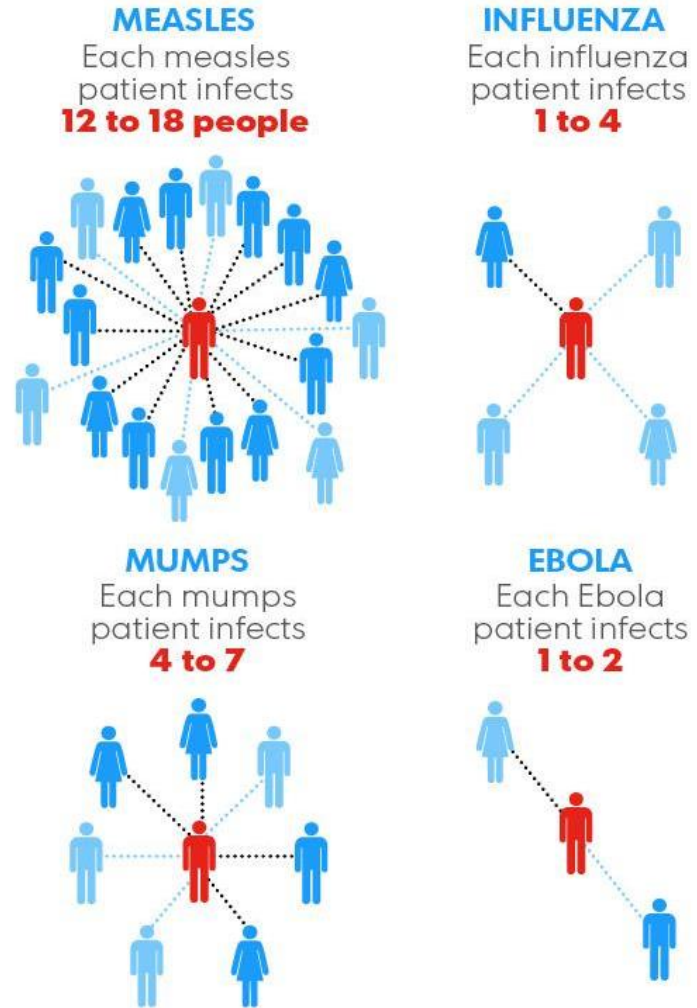 MEASLES
Each measles
patient infects
12 to 18 people
INFLUENZA
Each influenza
patient infects
1 to 4
MUMPS
Each mumps
patient infects
4 to 7
EBOLA
Each Ebola
patient infects
1 to 2